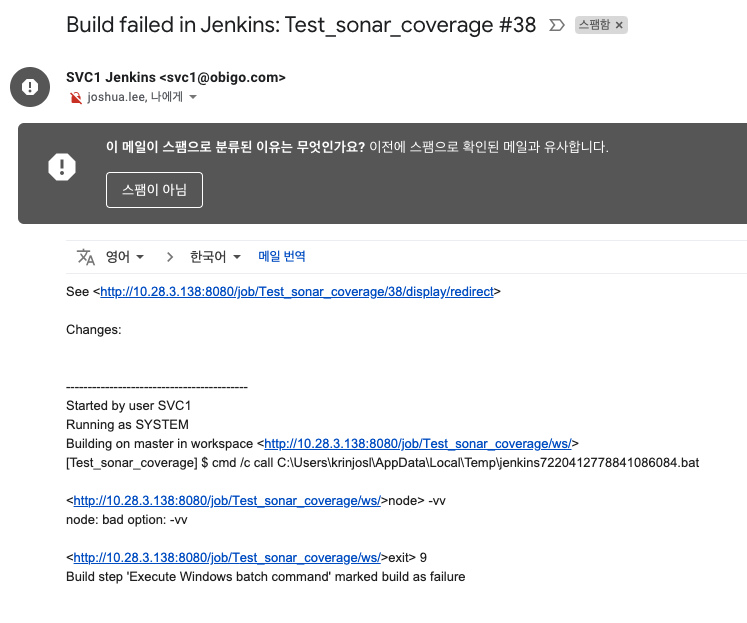 Build failed in Jenkins: Test_sonar_coverage #38 스팸함 ×
SVC1 Jenkins <svc1@obigo.com>
joshua.lee, 나에게
이 메일이 스팸으로 분류된 이유는 무엇인가요? 이전에 스팸으로 확인된 메일과 유사합니다.
스팸이 아님
영어 > 한국어 메일 번역
See <http://10.28.3.138:8080/job/Test_sonar_coverage/38/display/redirect>
Changes:
------------------------------------------
Started by user SVC1
Running as SYSTEM
Building on master in workspace <http://10.28.3.138:8080/job/Test_sonar_coverage/ws/>
[Test_sonar_coverage] $ cmd /c call C:\Users\krinjosl\AppData\Local\Temp\jenkins7220412778841086084.bat
<http://10.28.3.138:8080/job/Test_sonar_coverage/ws/>node> -vv
node: bad option: -vv
<http://10.28.3.138:8080/job/Test_sonar_coverage/ws/>exit> 9
Build step 'Execute Windows batch command' marked build as failure